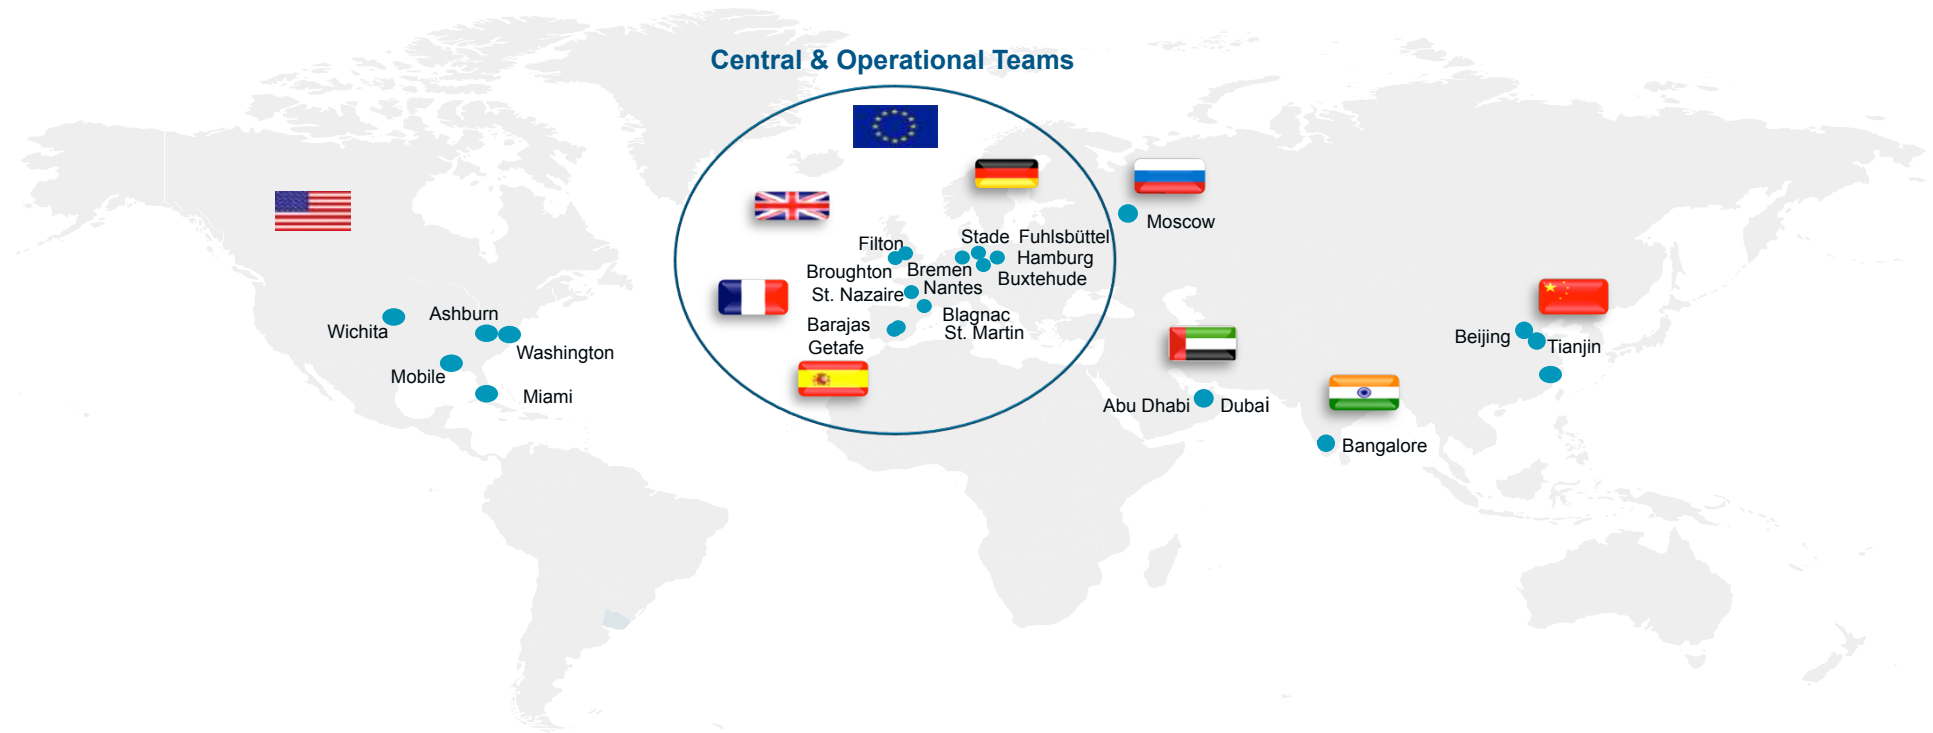 Central & Operational Teams
Moscow
Filton
Stade Fuhlsbüttel
Broughton Bremen Hamburg
St. Nazaire Nantes Buxtehude
Barajas Blagnac
Getafe St. Martin
Wichita
Ashburn
Washington
Mobile
Miami
Abu Dhabi Dubai
Bangalore
Beijing
Tianjin